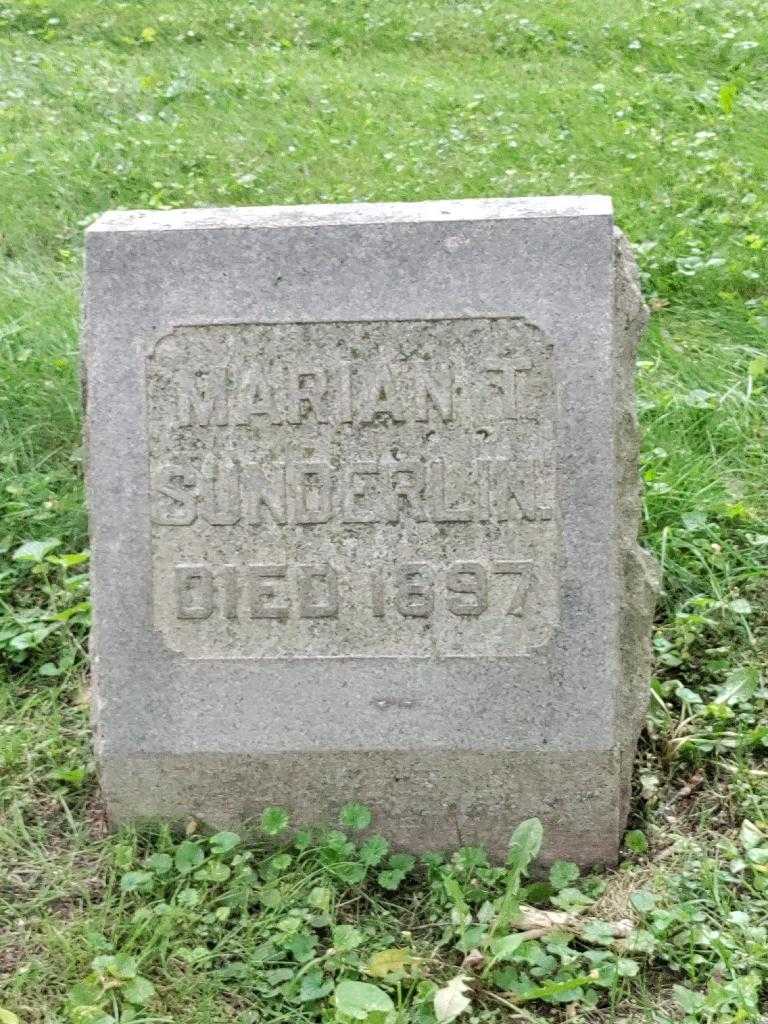 MARIAN T.
SUNDERLIN.
DIED 1897